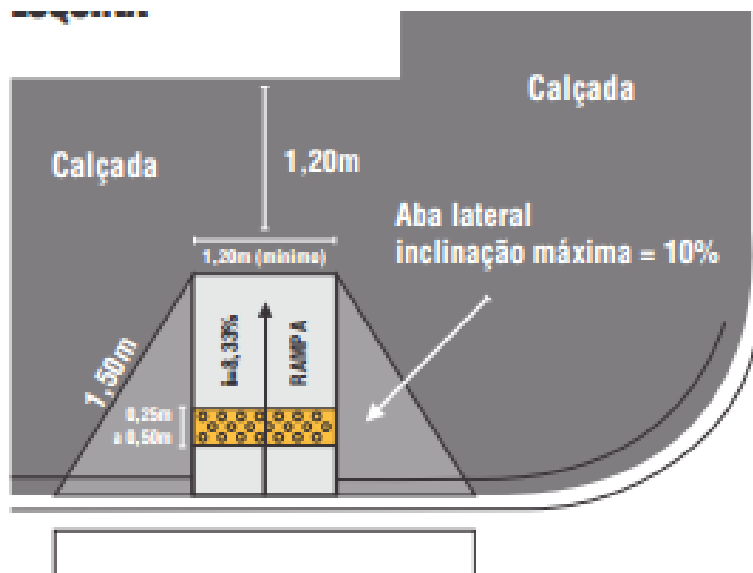 Calçada
Calçada
1,20m
Aba lateral
inclinação máxima = 10%
1,20m (mínimo)
1,50m
i=8,33%
RAMPA
0,25m
a 0,50m